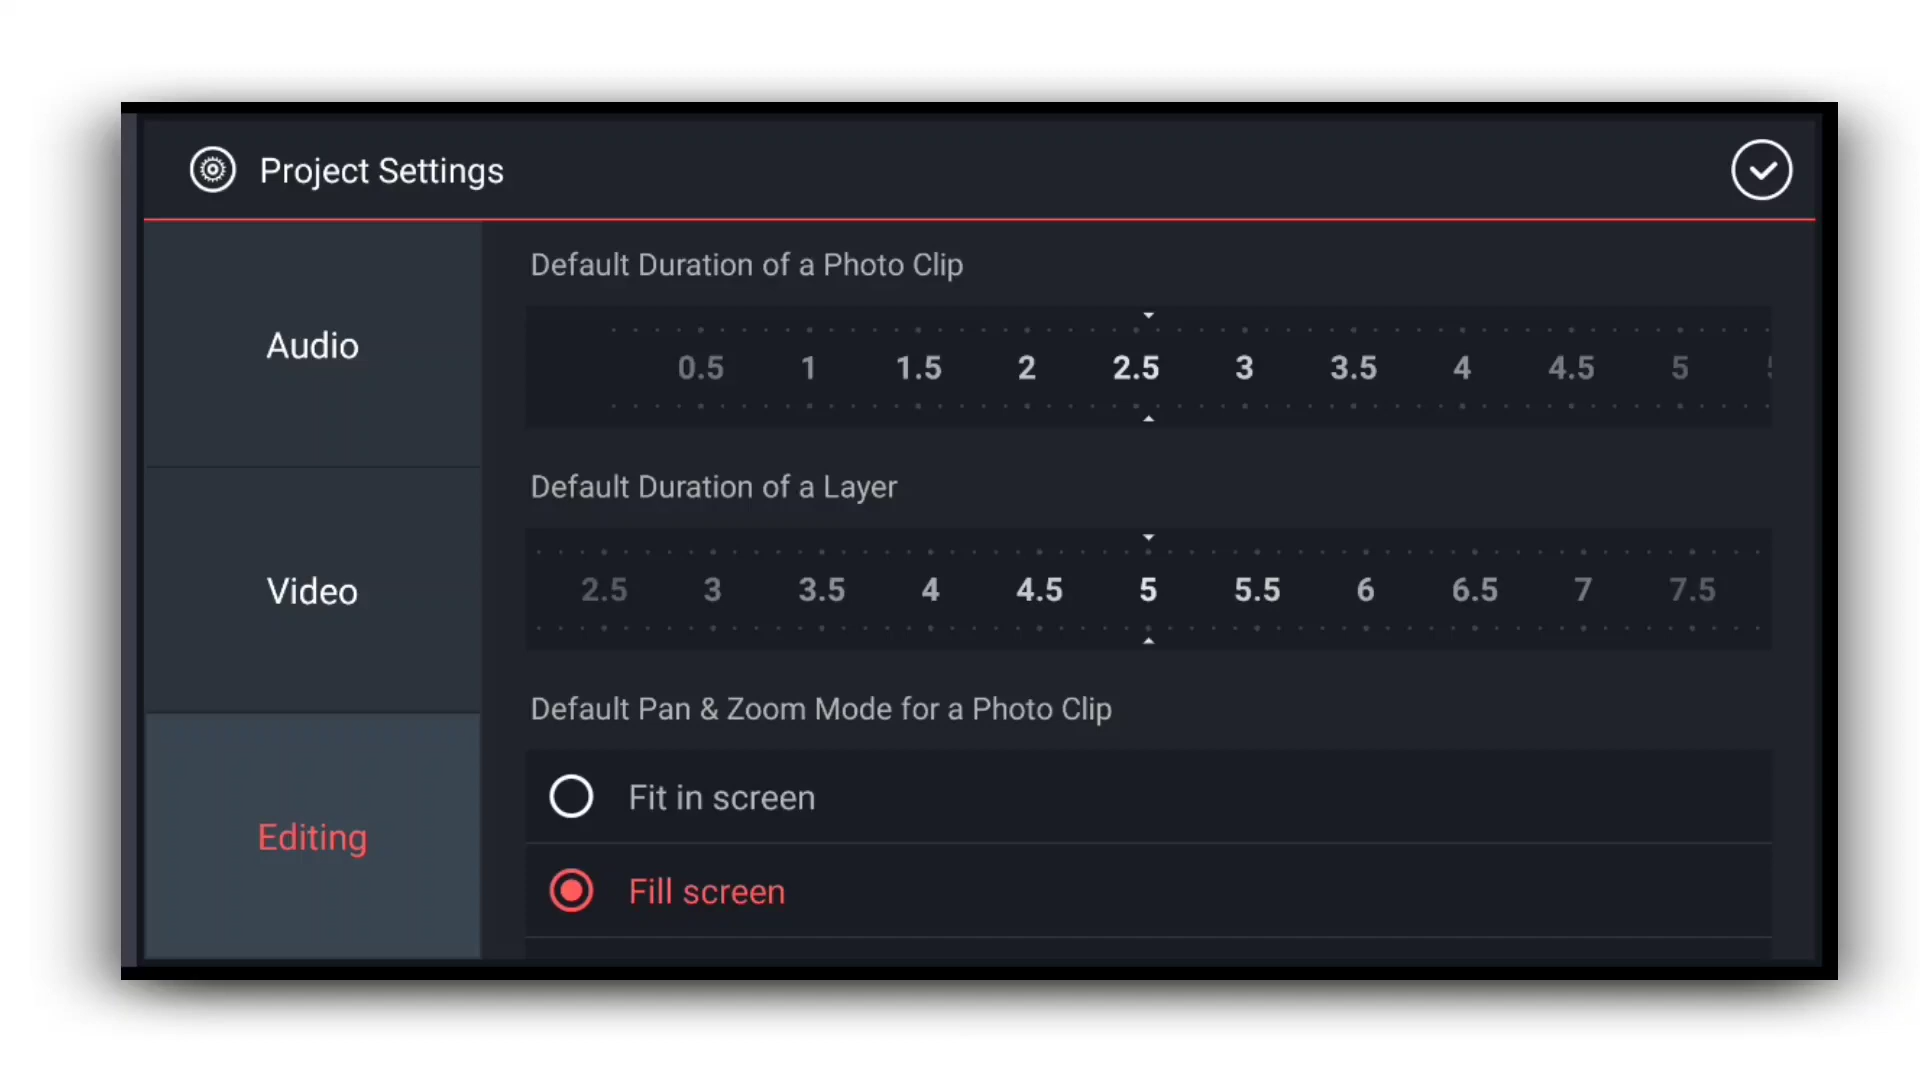 Project Settings
Audio
Video
Editing
Default Duration of a Photo Clip
0.5 1 1.5 2 2.5 3 3.5 4 4.5 5
Default Duration of a Layer
2.5 3 3.5 4 4.5 5 5.5 6 6.5 7 7.5
Default Pan & Zoom Mode for a Photo Clip
Fit in screen
Fill screen